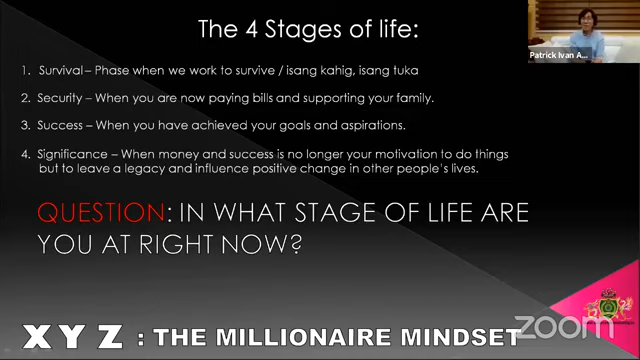 The 4 Stages of life:
Patrick Ivan A...
1. Survival – Phase when we work to survive / isang kahig, isang tuka
2. Security – When you are now paying bills and supporting your family.
3. Success – When you have achieved your goals and aspirations.
4. Significance – When money and success is no longer your motivation to do things
but to leave a legacy and influence positive change in other people's lives.
QUESTION: IN WHAT STAGE OF LIFE ARE
YOU AT RIGHT NOW?
X Y Z : THE MILLIONAIRE MINDSET
zoom